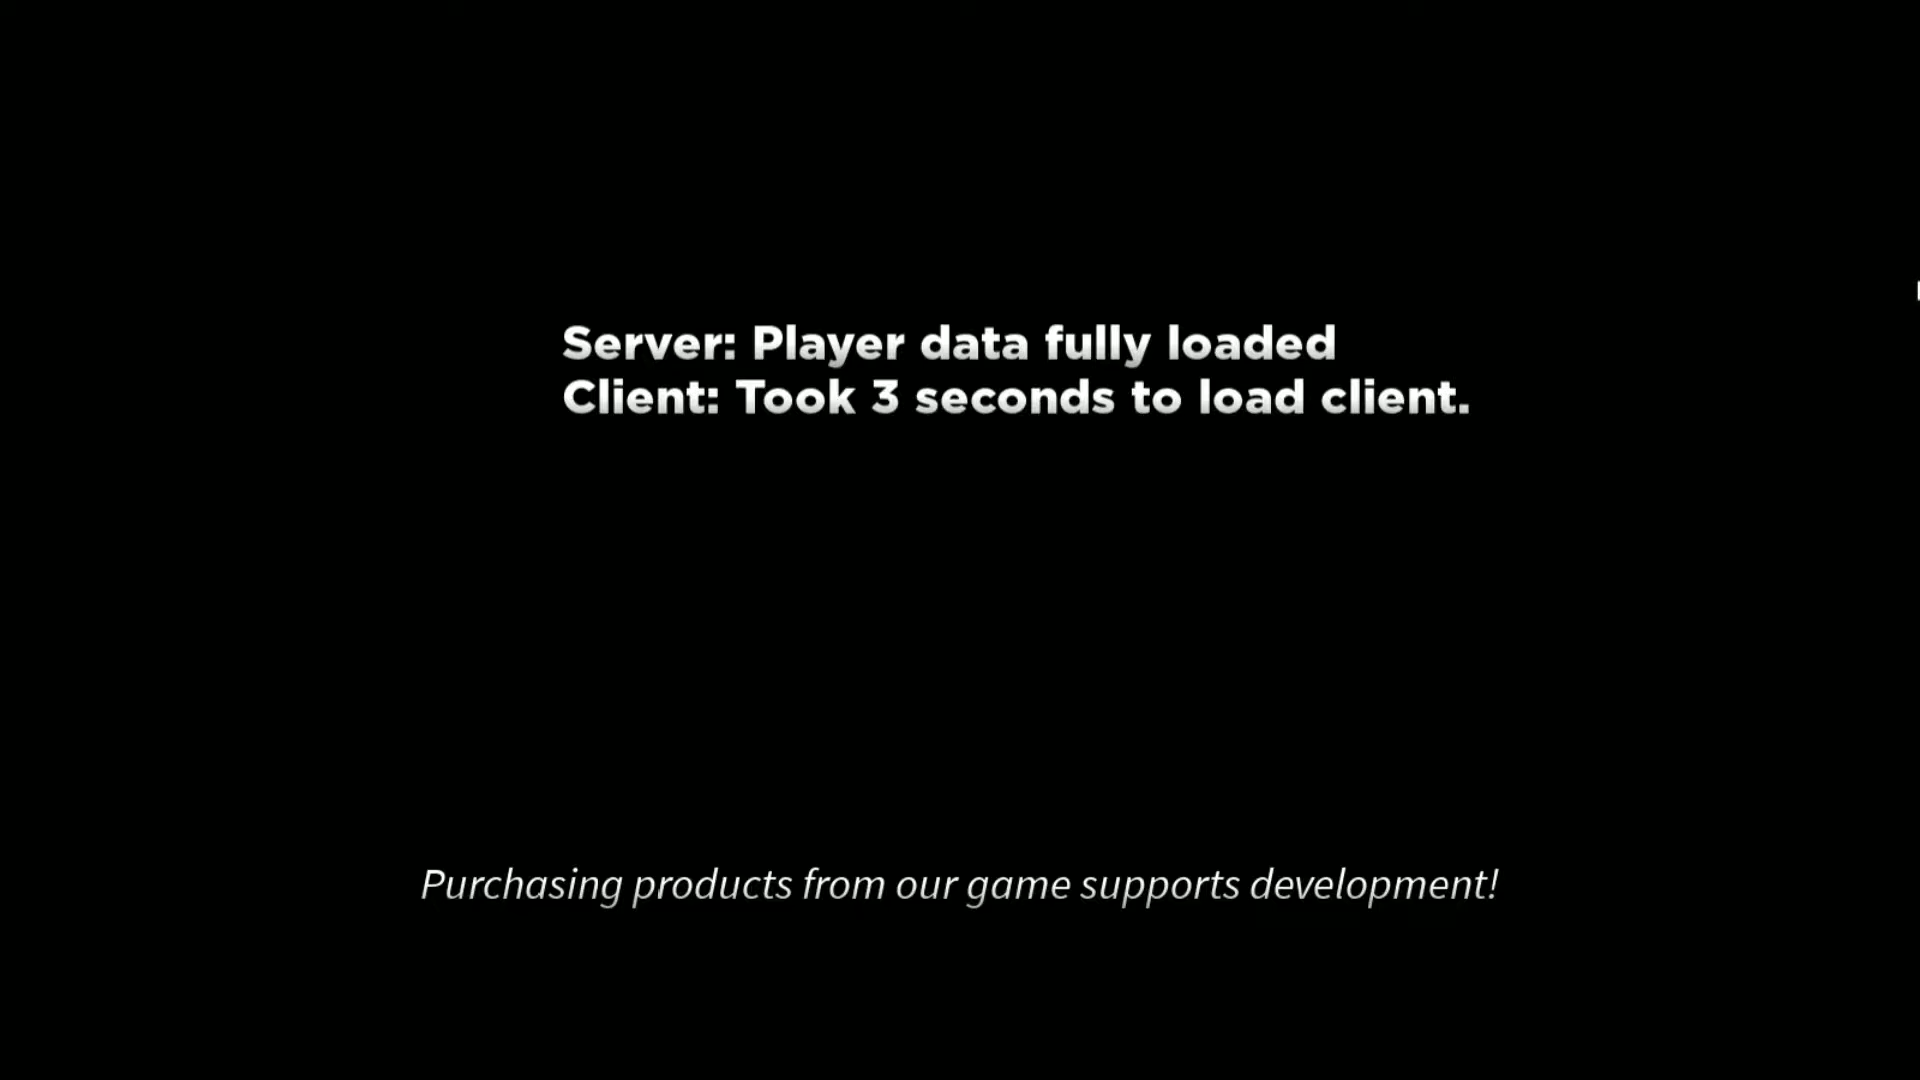 Server: Player data fully loaded
Client: Took 3 seconds to load client.
Purchasing products from our game supports development!